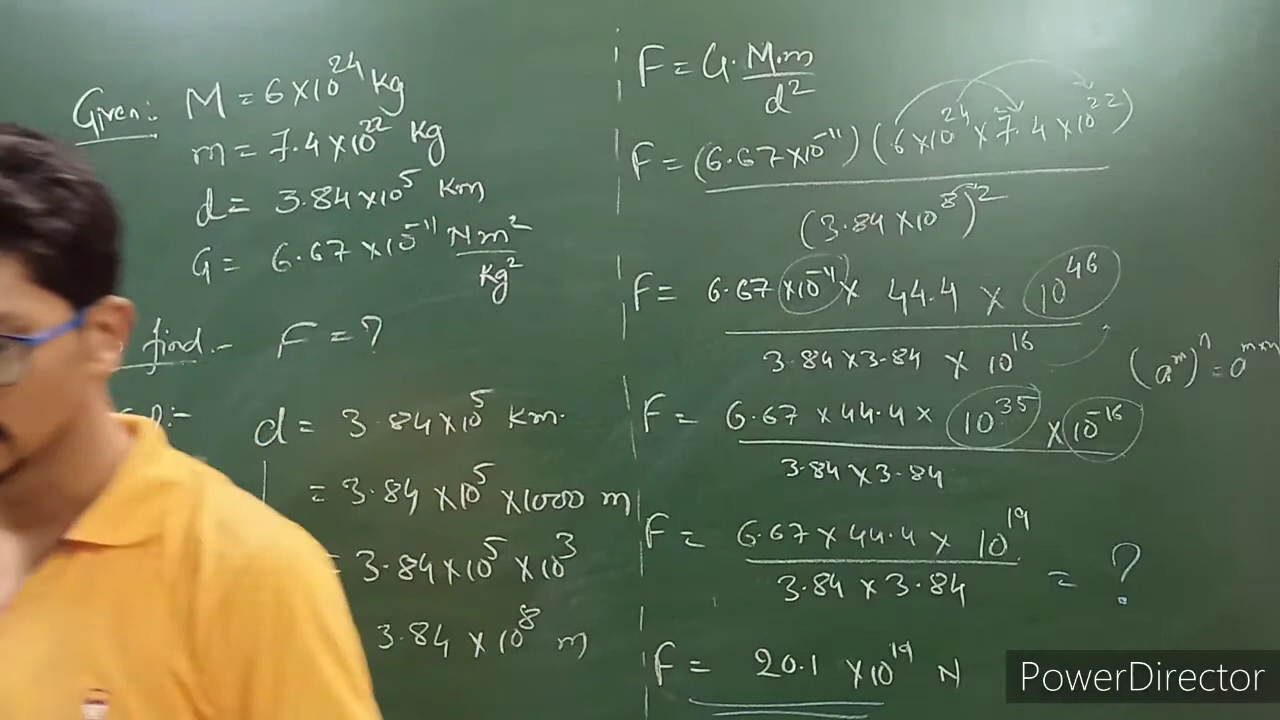 Given:- M = 6×10²⁴ Kg
m = 7.4×10²² Kg
d = 3.84×10⁵ Km
G = 6.67×10⁻¹¹ Nm²/Kg²
find:- F = ?
d = 3.84×10⁵ Km.
= 3.84×10⁵ ×1000 m
= 3.84×10⁵ ×10³
3.84 × 10⁸ m
F = G. M.m/d²
F = (6.67×10⁻¹¹) (6×10²⁴ × 7.4×10²²) / (3.84×10⁸)²
F = 6.67 ×10⁻¹¹ × 44.4 × 10⁴⁶ / 3.84×3.84 × 10¹⁶
(aᵐ)ⁿ = aᵐˣⁿ
F = 6.67 × 44.4 × 10³⁵ × 10⁻¹⁶ / 3.84×3.84
F = 6.67 × 44.4 × 10¹⁹ / 3.84 × 3.84 = ?
F = 20.1 ×10¹⁹ N
PowerDirector